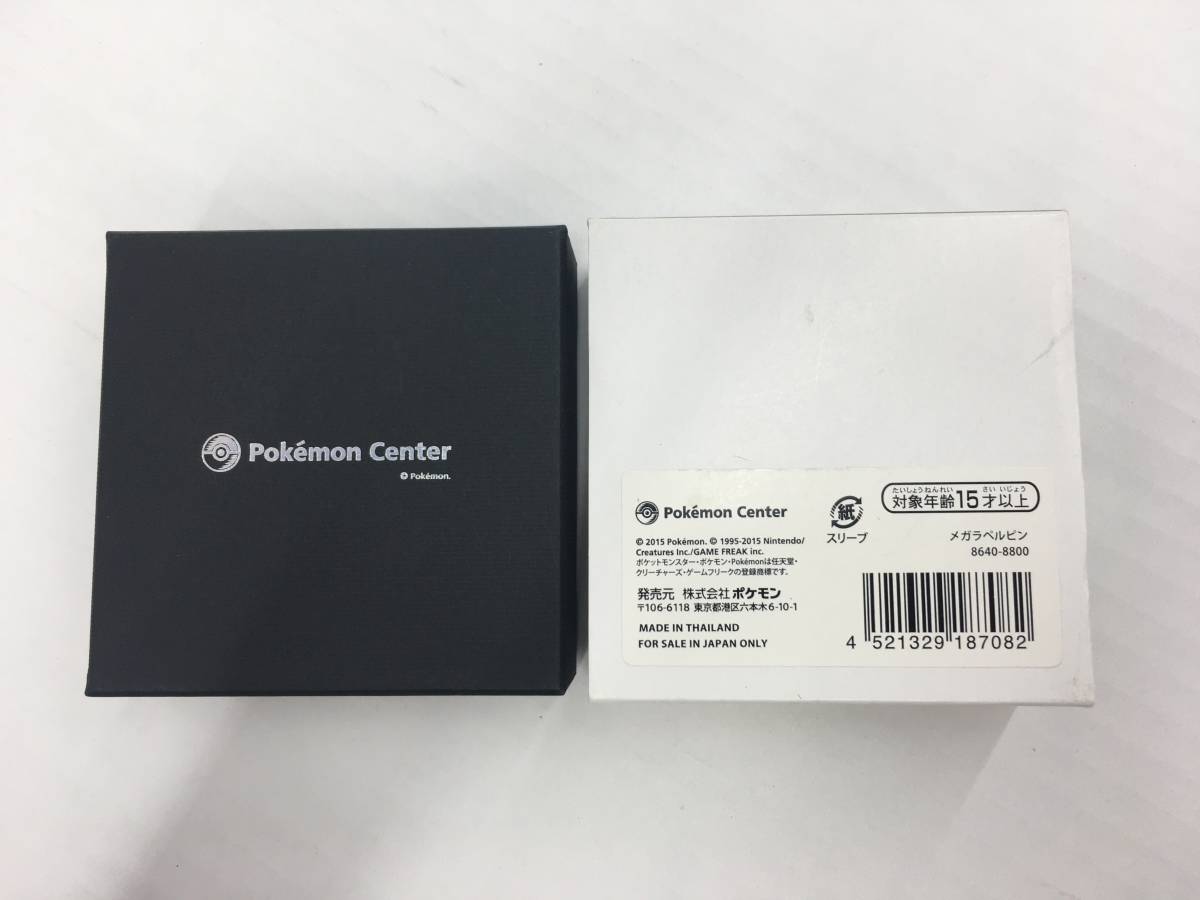 Pokémon Center
© Pokémon.
Pokémon Center
© 2015 Pokémon. © 1995-2015 Nintendo/
Creatures Inc./GAME FREAK inc.
ポケットモンスター・ポケモン・Pokémonは任天堂・
クリーチャーズ・ゲームフリークの登録商標です。
発売元 株式会社 ポケモン
〒106-6118 東京都港区六本木6-10-1
MADE IN THAILAND
FOR SALE IN JAPAN ONLY
紙
スリーブ
たいしょうねんれい さい いじょう
対象年齢15才以上
メガラペルピン
8640-8800
4 521329 187082